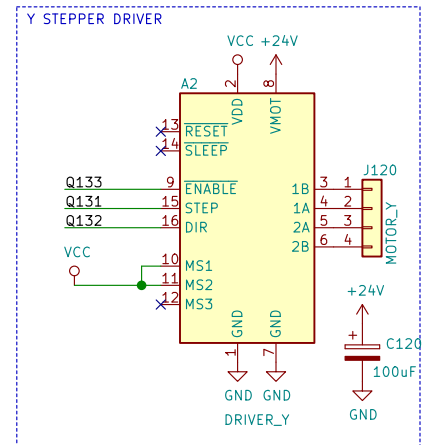 Y STEPPER DRIVER
VCC +24V
A2
2 8
VDD VMOT
13 RESET
14 SLEEP
J120
Q133 9 ENABLE 1B 3 1
Q131 15 STEP 1A 4 2
Q132 16 DIR 2A 5 3
2B 6 4
MOTOR_Y
VCC
10 MS1
11 MS2
12 MS3
+24V
GND GND
1 7
+ C120
100uF
GND GND
GND
DRIVER_Y